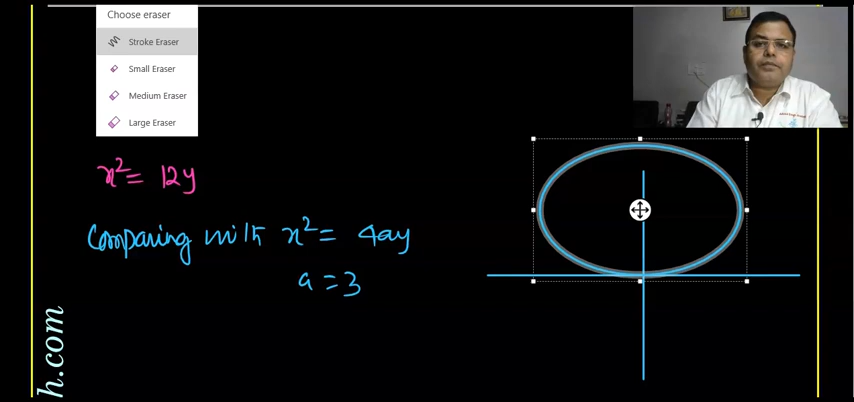 Choose eraser
Stroke Eraser
Small Eraser
Medium Eraser
Large Eraser
x² = 12y
Comparing with x² = 4ay
a = 3
h.com